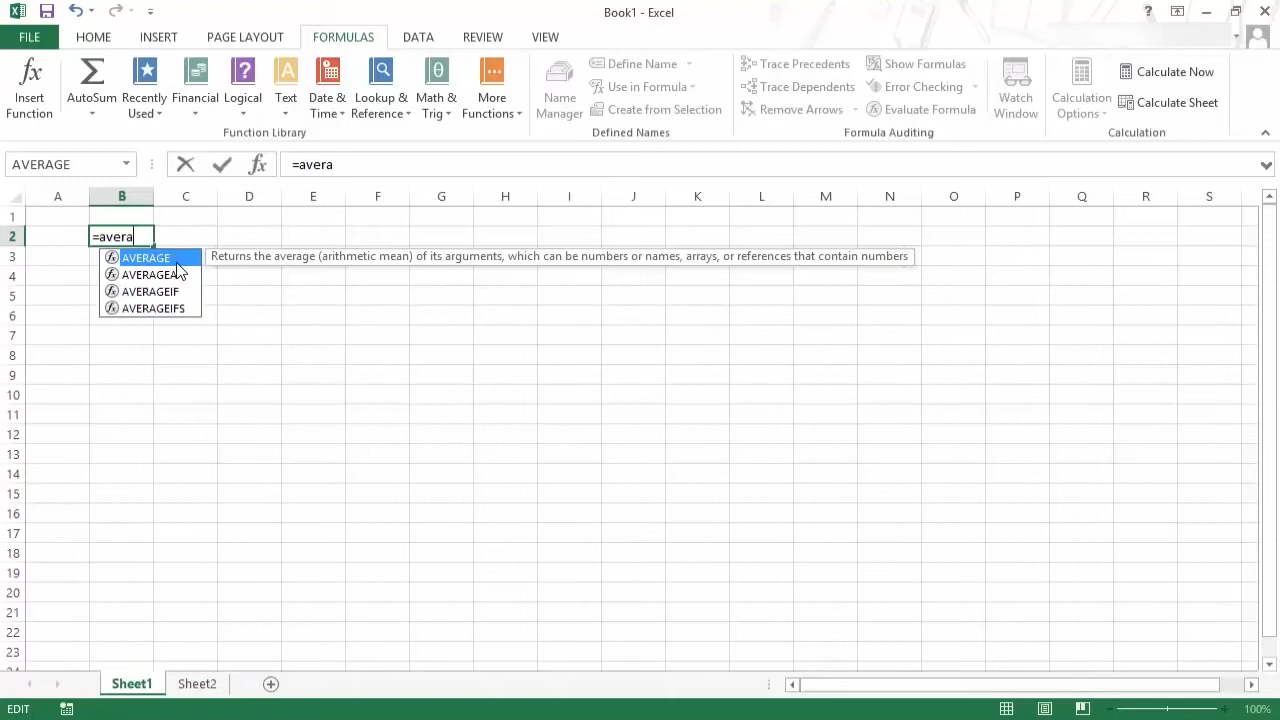 Book1 - Excel
FILE HOME INSERT PAGE LAYOUT FORMULAS DATA REVIEW VIEW
Insert Function
AutoSum
Recently Used
Financial
Logical
Text
Date & Time
Lookup & Reference
Math & Trig
More Functions
Function Library
Name Manager
Define Name
Use in Formula
Create from Selection
Defined Names
Trace Precedents
Trace Dependents
Remove Arrows
Show Formulas
Error Checking
Evaluate Formula
Formula Auditing
Watch Window
Calculation Options
Calculate Now
Calculate Sheet
Calculation
AVERAGE fx =avera
A B C D E F G H I J K L M N O P Q R S
1
2 =avera
3 AVERAGE Returns the average (arithmetic mean) of its arguments, which can be numbers or names, arrays, or references that contain numbers
4 AVERAGEA
5 AVERAGEIF
6 AVERAGEIFS
7
8
9
10
11
12
13
14
15
16
17
18
19
20
21
22
23
Sheet1 Sheet2
EDIT 100%